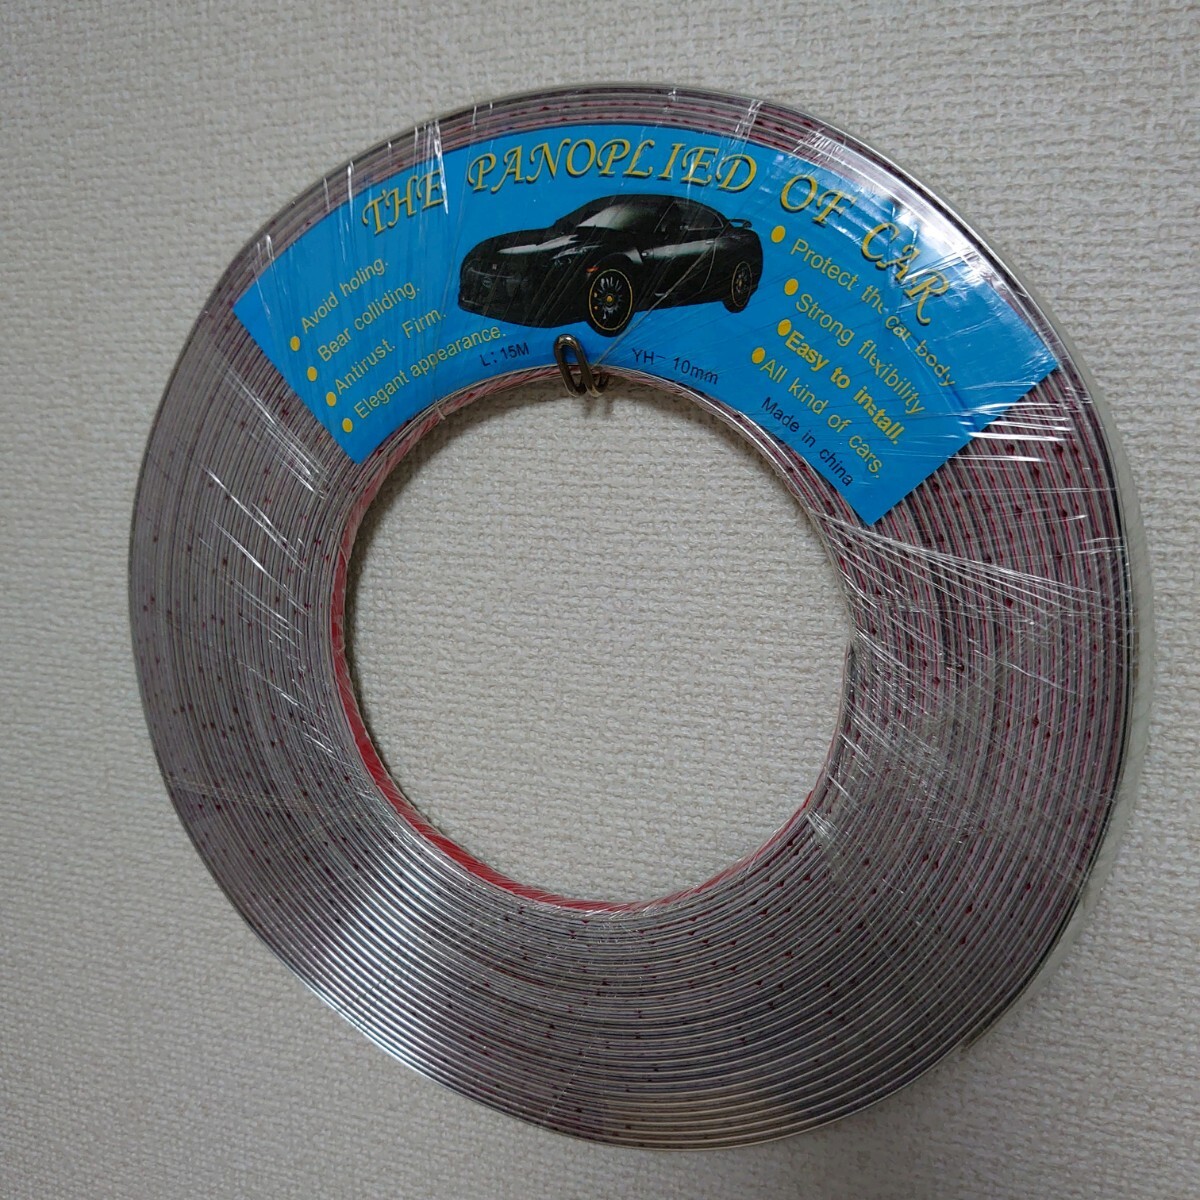 THE PANOPLIED OF CAR
Avoid holing.
Bear colliding.
Antirust. Firm.
Elegant appearance.
L: 15M
YH-10mm
Protect the car body
Strong flexibility
Easy to install.
All kind of cars.
Made in china